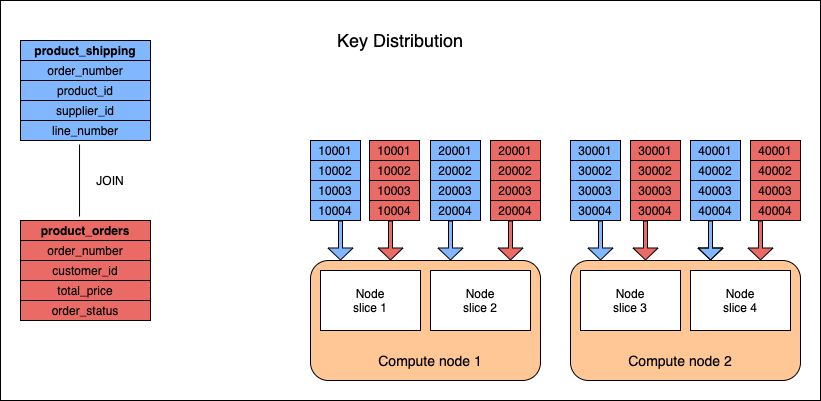 Key Distribution
product_shipping
order_number
product_id
supplier_id
line_number
JOIN
product_orders
order_number
customer_id
total_price
order_status
10001 10001 20001 20001 30001 30001 40001 40001
10002 10002 20002 20002 30002 30002 40002 40002
10003 10003 20003 20003 30003 30003 40003 40003
10004 10004 20004 20004 30004 30004 40004 40004
Node Node Node Node
slice 1 slice 2 slice 3 slice 4
Compute node 1 Compute node 2